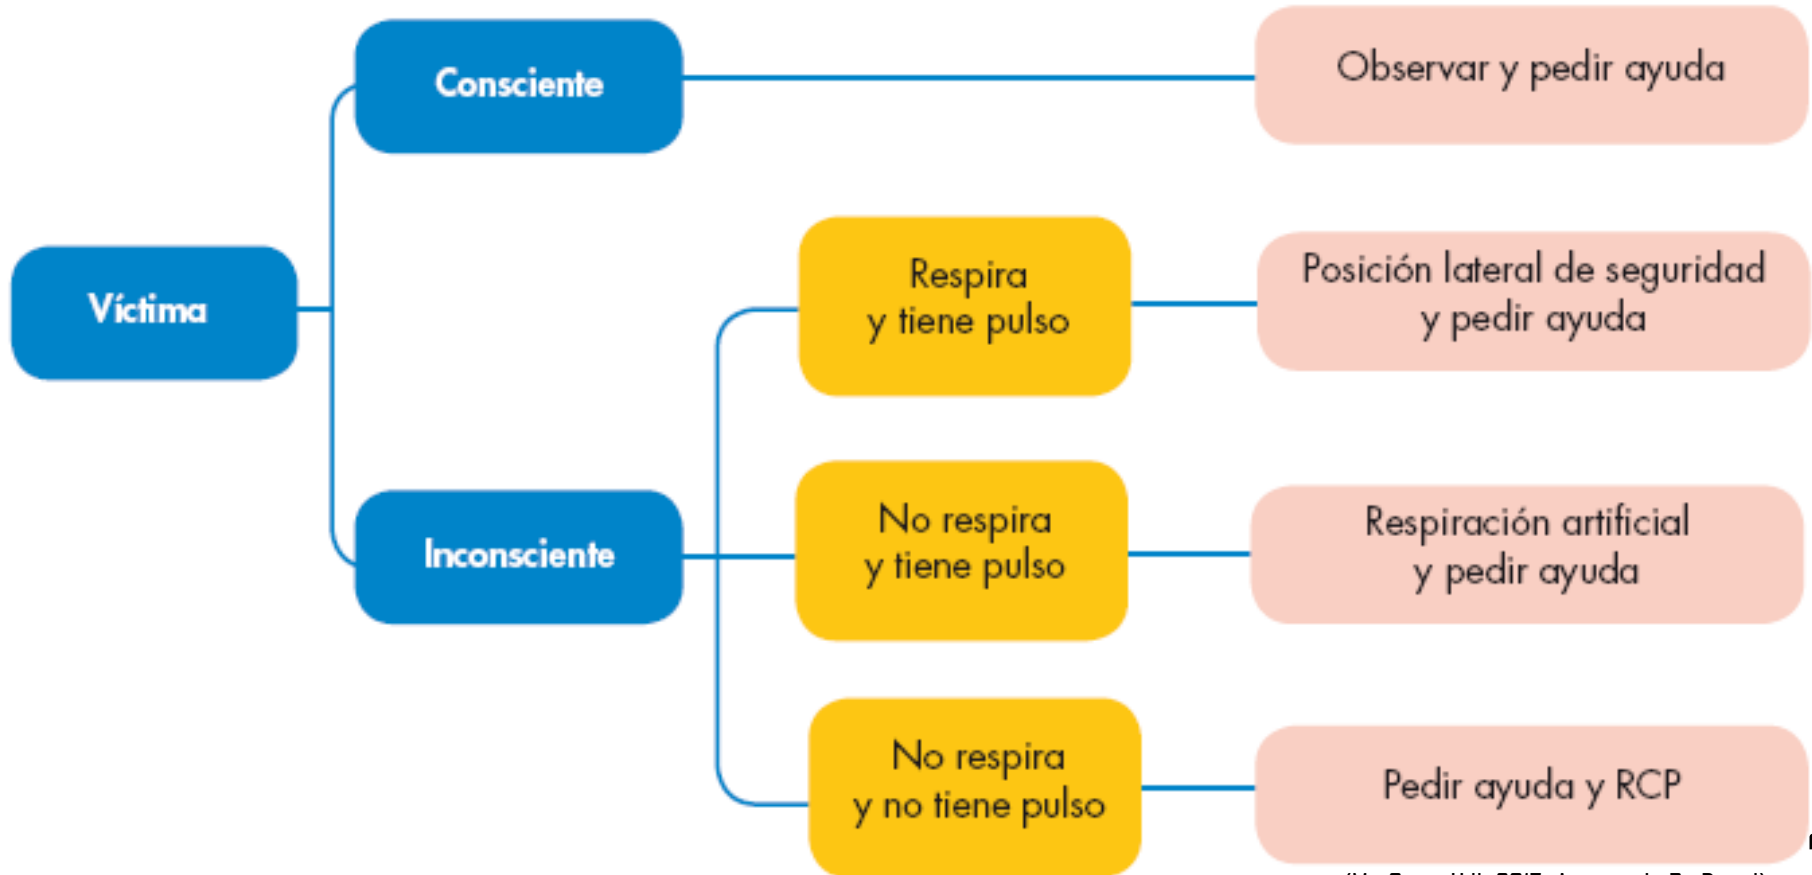 Consciente
Observar y pedir ayuda
Víctima
Respira
y tiene pulso
Posición lateral de seguridad
y pedir ayuda
Inconsciente
No respira
y tiene pulso
Respiración artificial
y pedir ayuda
No respira
y no tiene pulso
Pedir ayuda y RCP